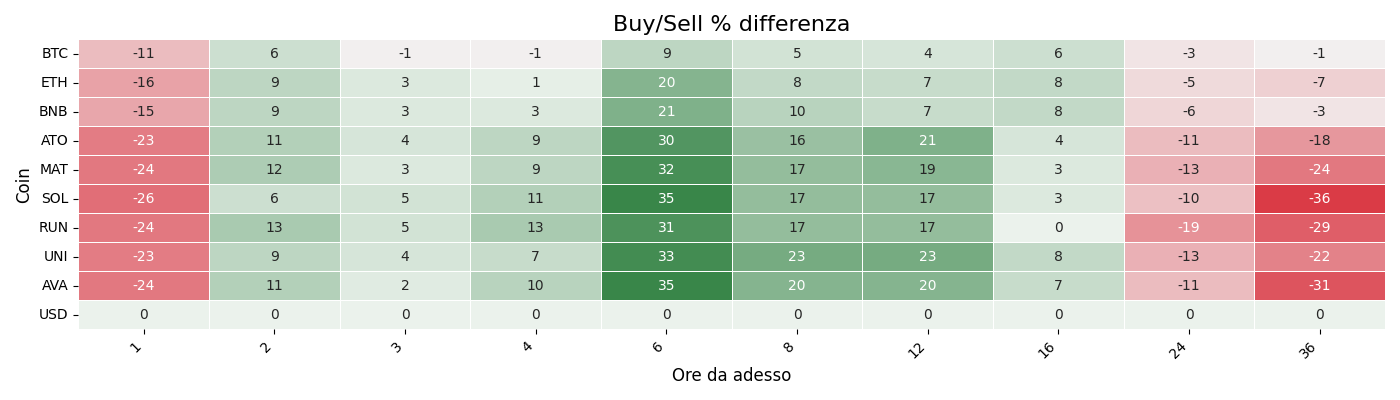 Buy/Sell % differenza
Coin
BTC -11 6 -1 -1 9 5 4 6 -3 -1
ETH -16 9 3 1 20 8 7 8 -5 -7
BNB -15 9 3 3 21 10 7 8 -6 -3
ATO -23 11 4 9 30 16 21 4 -11 -18
MAT -24 12 3 9 32 17 19 3 -13 -24
SOL -26 6 5 11 35 17 17 3 -10 -36
RUN -24 13 5 13 31 17 17 0 -19 -29
UNI -23 9 4 7 33 23 23 8 -13 -22
AVA -24 11 2 10 35 20 20 7 -11 -31
USD 0 0 0 0 0 0 0 0 0 0
1 2 3 4 6 8 12 16 24 36
Ore da adesso